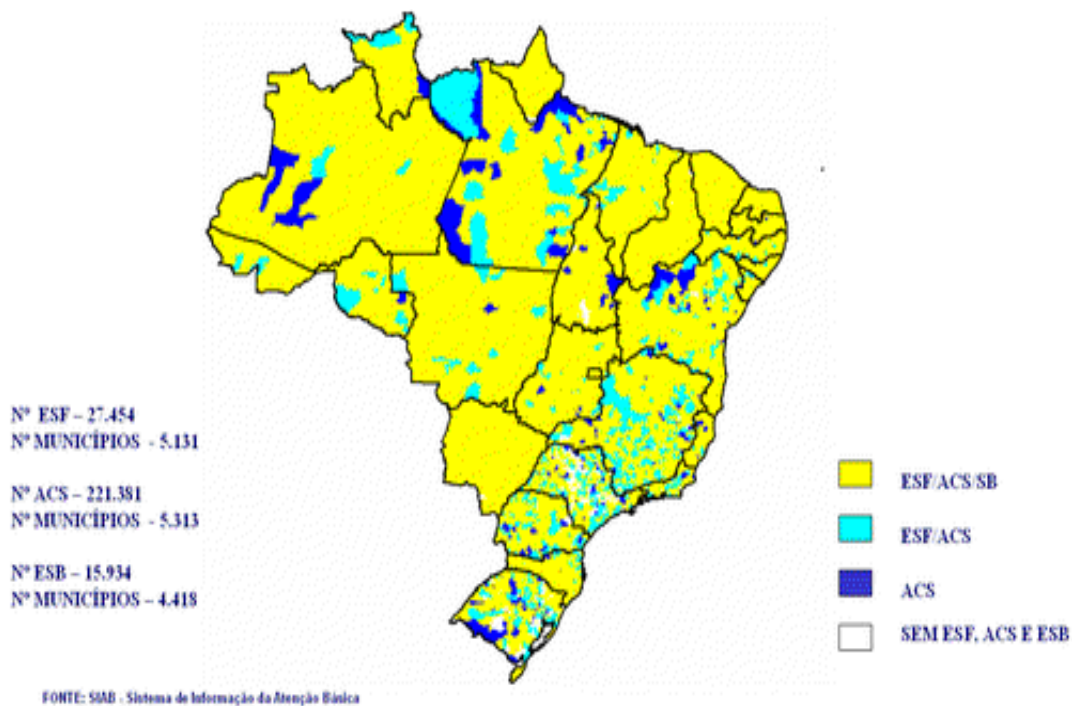 Nº ESF – 27.454
Nº MUNICÍPIOS - 5.131
Nº ACS – 221.381
Nº MUNICÍPIOS - 5.313
Nº ESB – 15.934
Nº MUNICÍPIOS – 4.418
ESF/ACS/SB
ESF/ACS
ACS
SEM ESF, ACS E ESB
FONTE: SIAB - Sistema de Informação da Atenção Básica